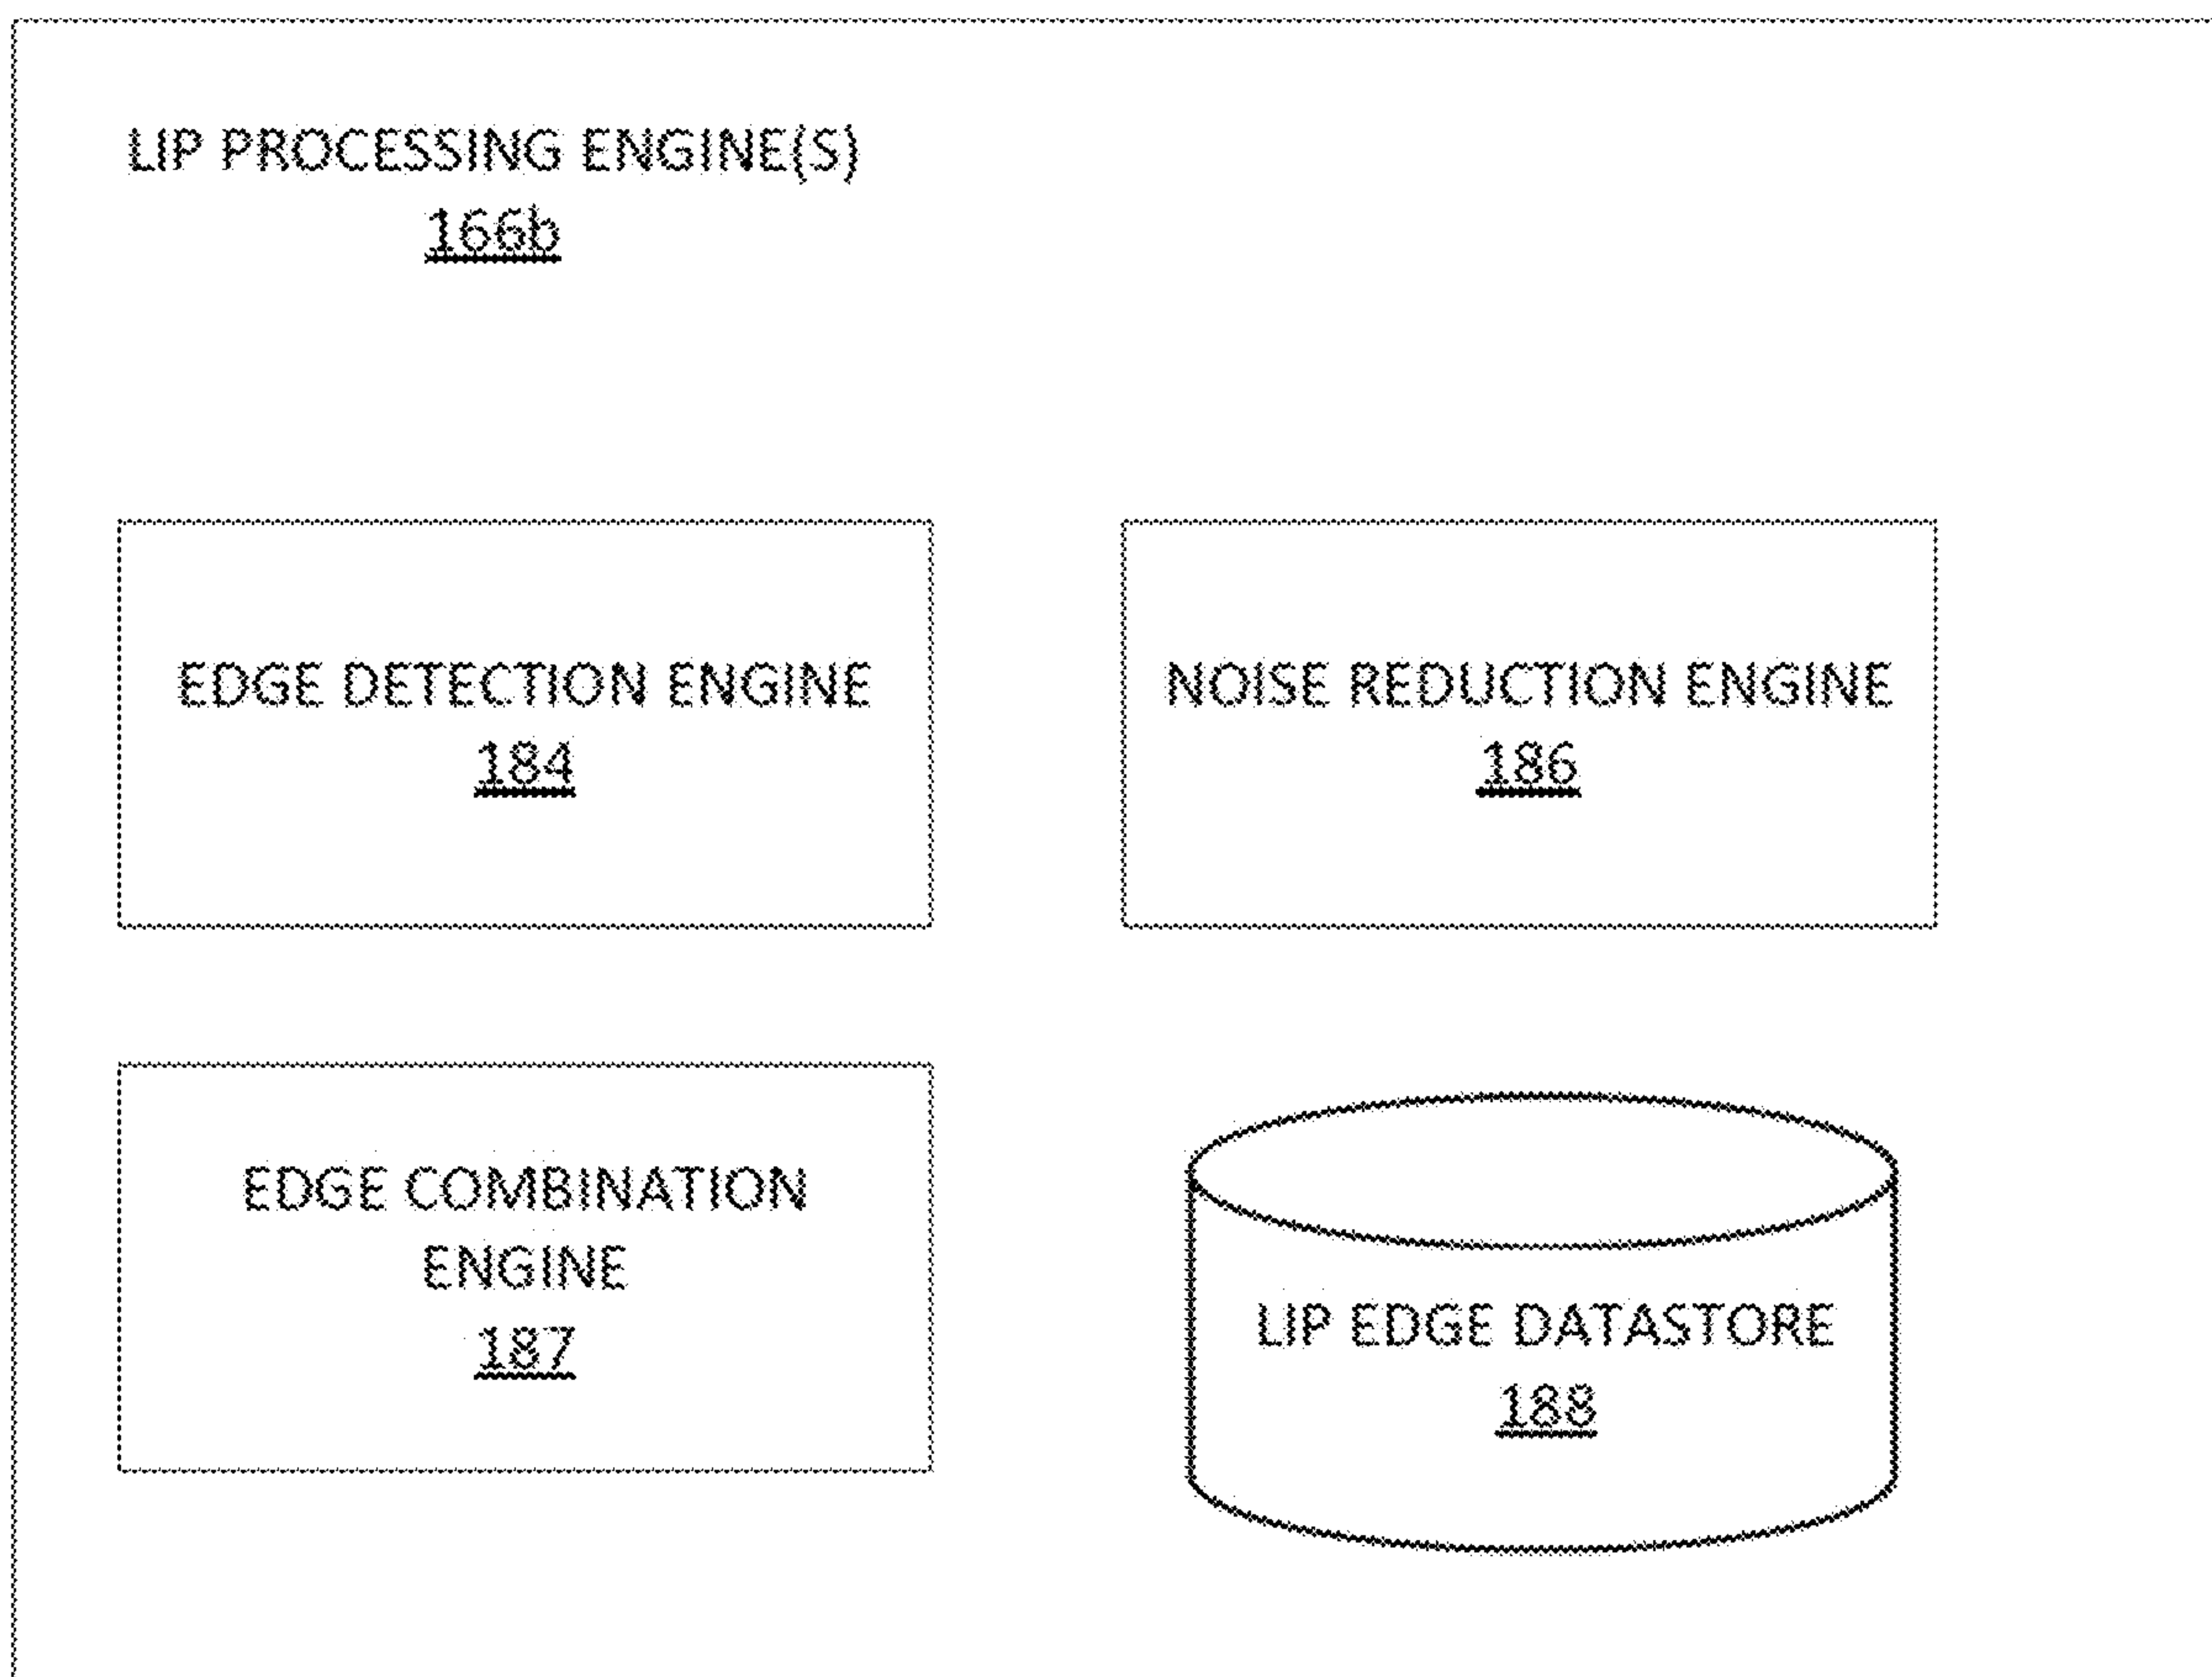 LIP PROCESSING ENGINE(S)
166b
EDGE DETECTION ENGINE
184
NOISE REDUCTION ENGINE
186
EDGE COMBINATION
ENGINE
187
LIP EDGE DATASTORE
188